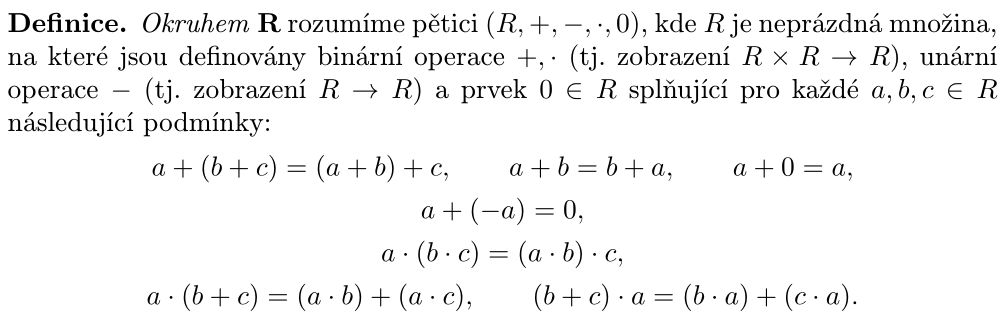 Definice. Okruhem R rozumíme pětici (R, +, −, ·, 0), kde R je neprázdná množina,
na které jsou definovány binární operace +, · (tj. zobrazení R × R → R), unární
operace − (tj. zobrazení R → R) a prvek 0 ∈ R splňující pro každé a, b, c ∈ R
následující podmínky:
a + (b + c) = (a + b) + c, a + b = b + a, a + 0 = a,
a + (−a) = 0,
a · (b · c) = (a · b) · c,
a · (b + c) = (a · b) + (a · c), (b + c) · a = (b · a) + (c · a).